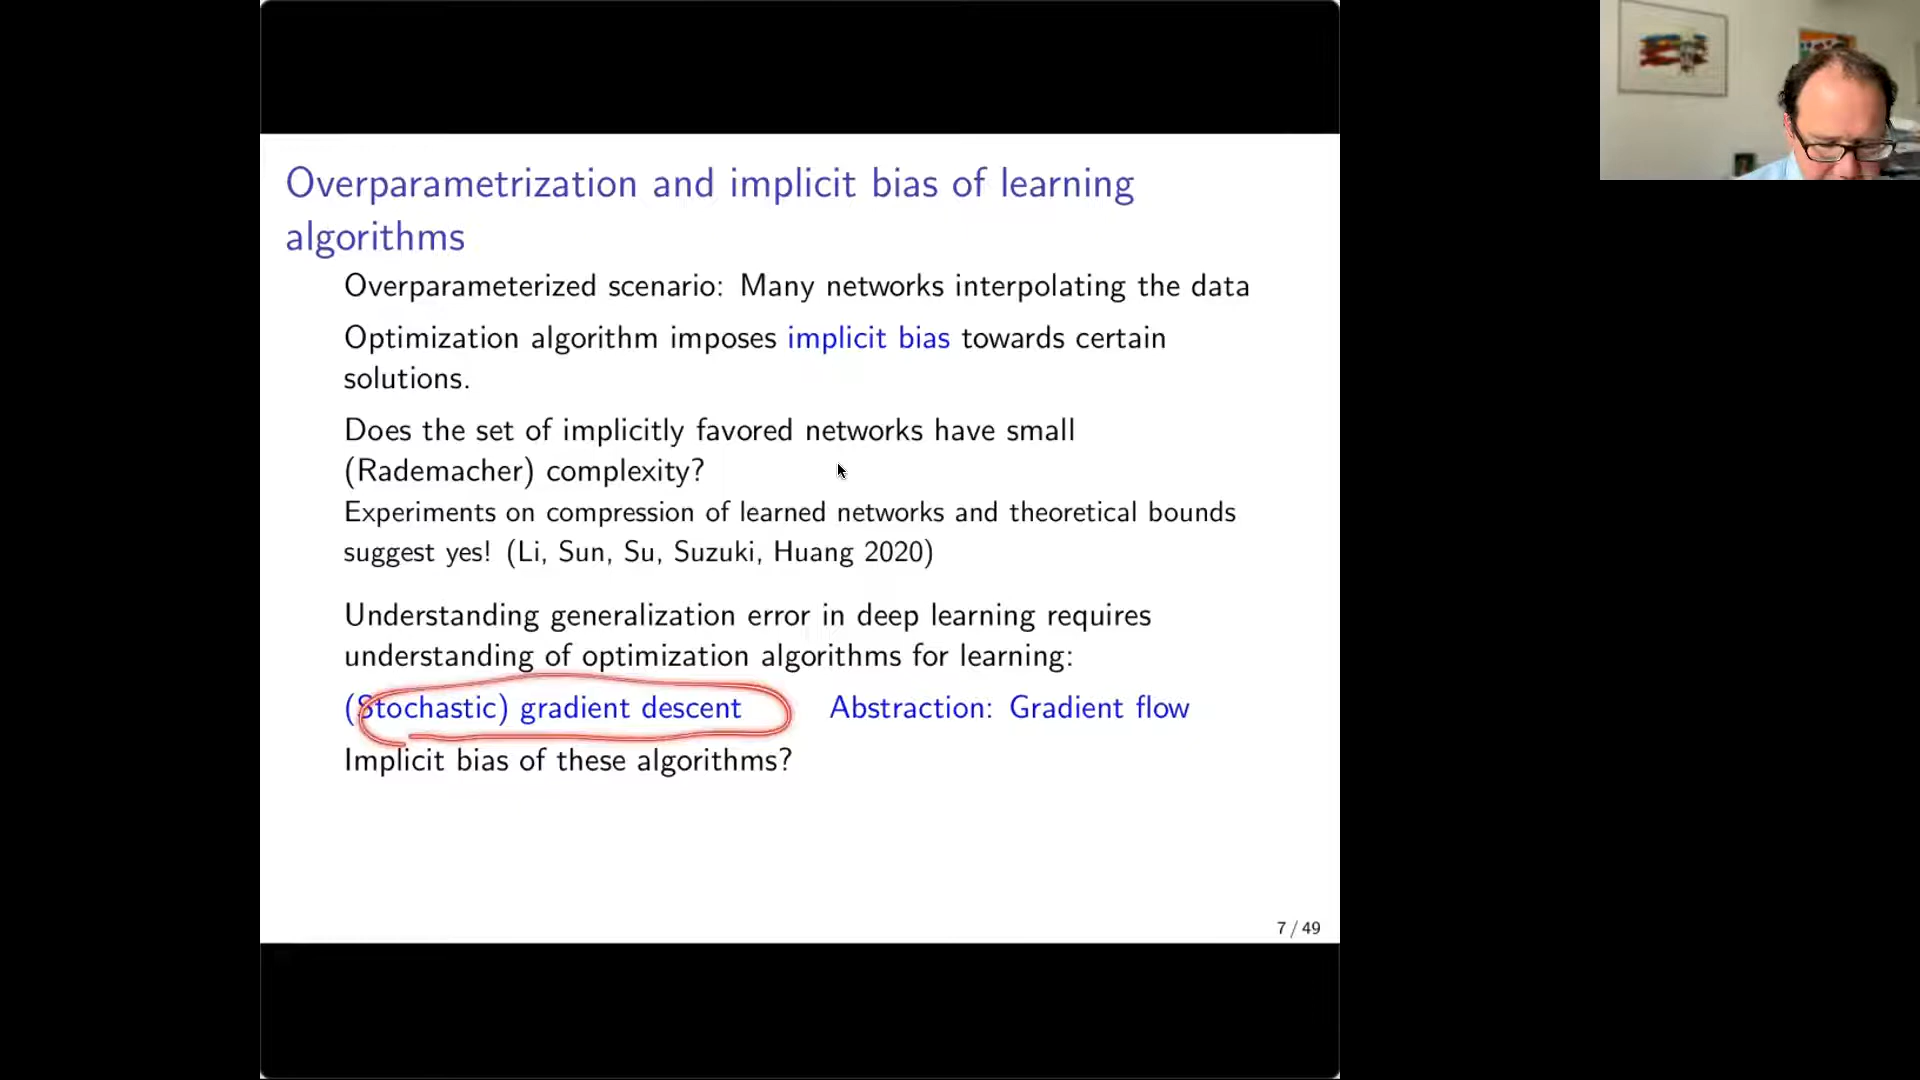 Overparametrization and implicit bias of learning
algorithms
Overparameterized scenario: Many networks interpolating the data
Optimization algorithm imposes implicit bias towards certain
solutions.
Does the set of implicitly favored networks have small
(Rademacher) complexity?
Experiments on compression of learned networks and theoretical bounds
suggest yes! (Li, Sun, Su, Suzuki, Huang 2020)
Understanding generalization error in deep learning requires
understanding of optimization algorithms for learning:
(Stochastic) gradient descent Abstraction: Gradient flow
Implicit bias of these algorithms?
7 / 49